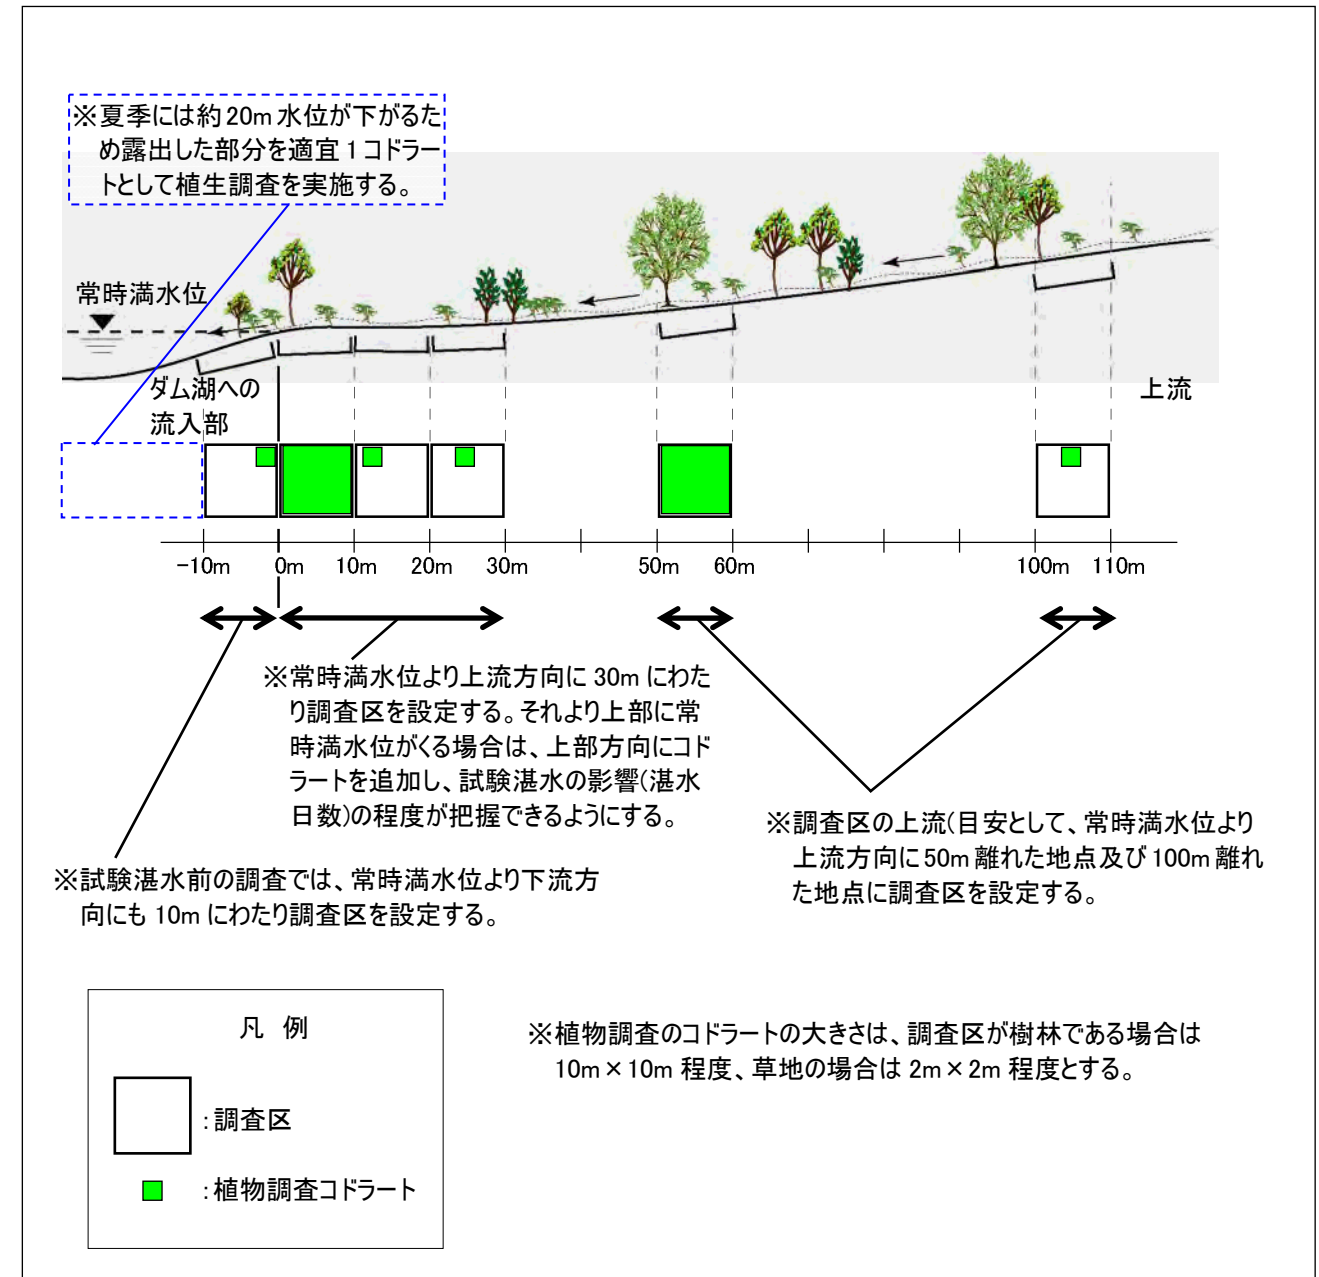 ※夏季には約20m水位が下がるた
め露出した部分を適宜1コドラー
トとして植生調査を実施する。
常時満水位
ダム湖への
流入部
上流
-10m 0m 10m 20m 30m 50m 60m 100m 110m
※常時満水位より上流方向に30mにわた
り調査区を設定する。それより上部に常
時満水位がくる場合は、上部方向にコド
ラートを追加し、試験湛水の影響(湛水
日数)の程度が把握できるようにする。
※調査区の上流(目安として、常時満水位より
上流方向に50m離れた地点及び100m離れ
た地点に調査区を設定する。
※試験湛水前の調査では、常時満水位より下流方
向にも10mにわたり調査区を設定する。
凡 例
:調査区
:植物調査コドラート
※植物調査のコドラートの大きさは、調査区が樹林である場合は
10m×10m程度、草地の場合は2m×2m程度とする。